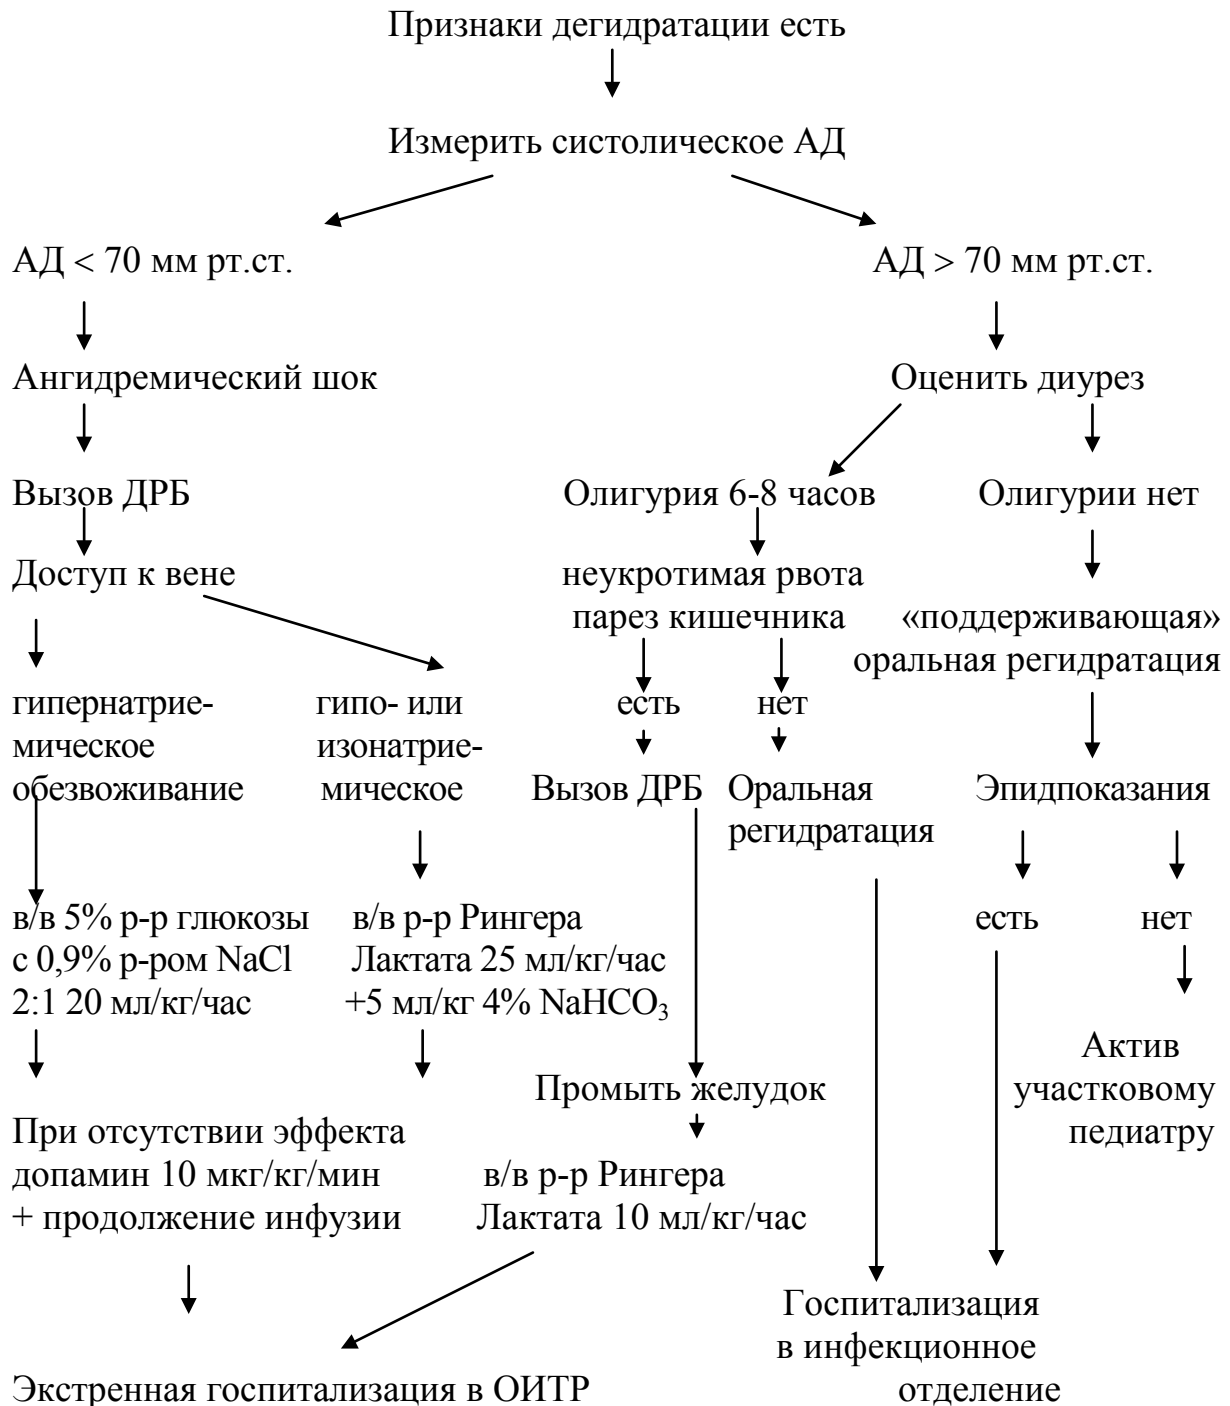 Признаки дегидратации есть
Измерить систолическое АД
АД < 70 мм рт.ст.
АД > 70 мм рт.ст.
Ангидремический шок
Оценить диурез
Вызов ДРБ
Олигурия 6-8 часов
Олигурии нет
Доступ к вене
неукротимая рвота
парез кишечника
«поддерживающая»
оральная регидратация
гипернатрие-
мическое
обезвоживание
гипо- или
изонатрие-
мическое
есть
нет
Вызов ДРБ
Оральная
регидратация
Эпидпоказания
в/в 5% р-р глюкозы
с 0,9% р-ром NaCl
2:1 20 мл/кг/час
в/в р-р Рингера
Лактата 25 мл/кг/час
+5 мл/кг 4% NaHCO₃
есть
нет
Актив
участковому
педиатру
Промыть желудок
При отсутствии эффекта
допамин 10 мкг/кг/мин
+ продолжение инфузии
в/в р-р Рингера
Лактата 10 мл/кг/час
Госпитализация
в инфекционное
отделение
Экстренная госпитализация в ОИТР